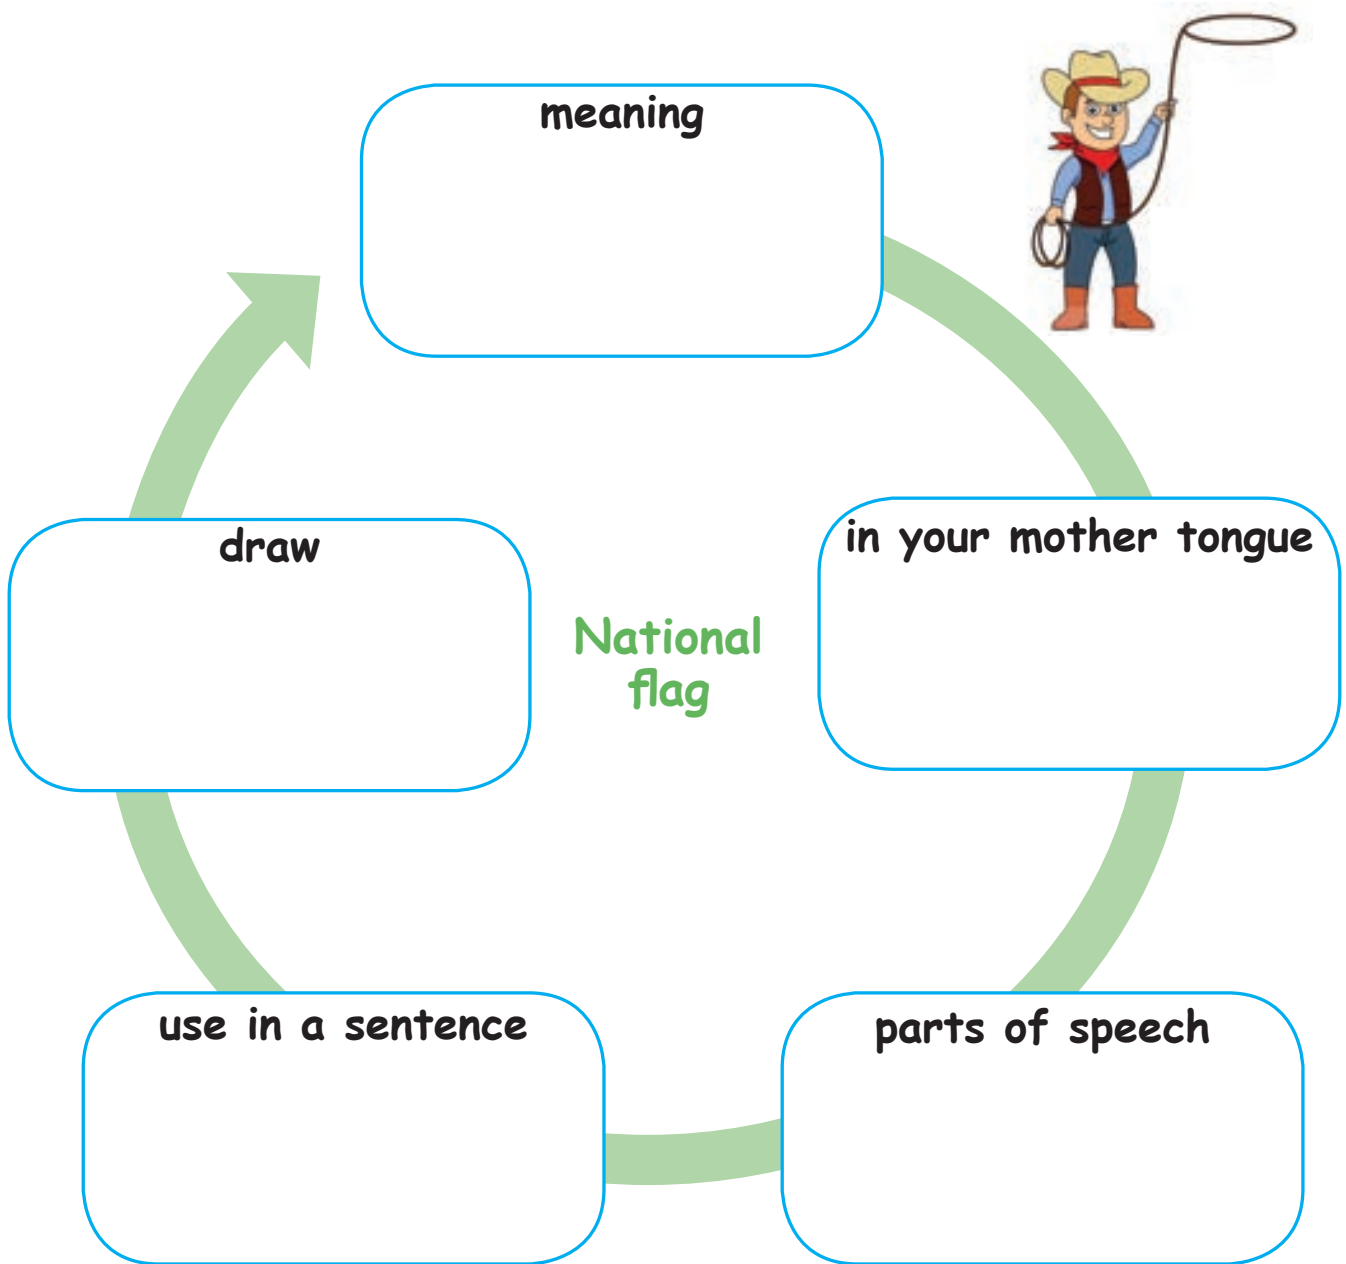 meaning
in your mother tongue
draw
National
flag
use in a sentence
parts of speech